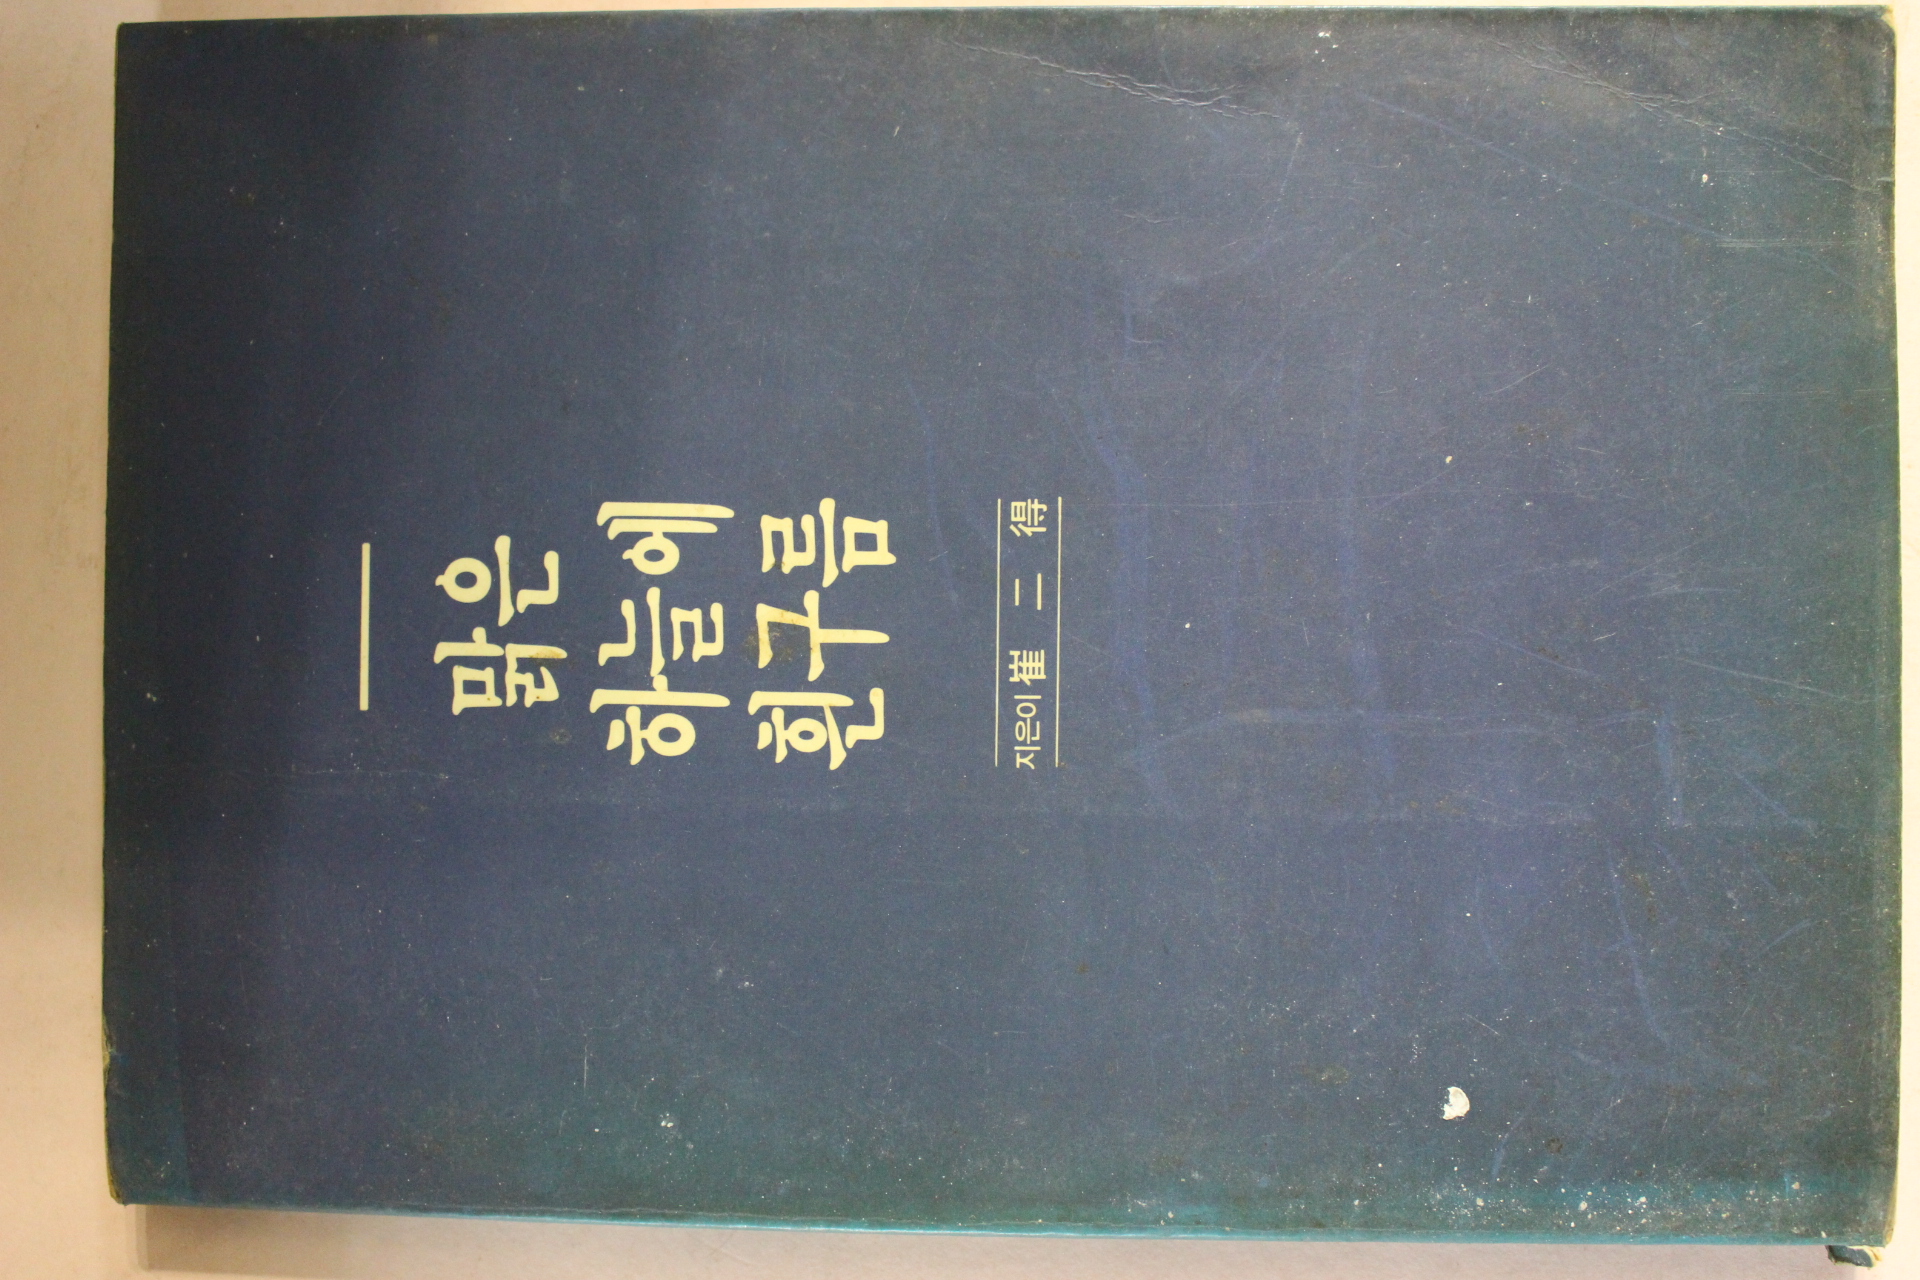 맑은
하늘에
흰구름
지은이 崔二得